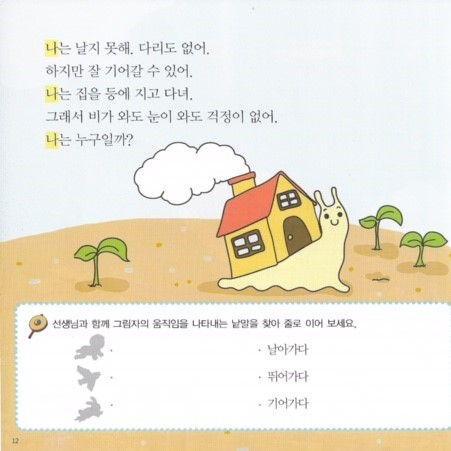 나는 날지 못해. 다리도 없어.
하지만 잘 기어갈 수 있어.
나는 집을 등에 지고 다녀.
그래서 비가 와도 눈이 와도 걱정이 없어.
나는 누구일까?
선생님과 함께 그림자의 움직임을 나타내는 낱말을 찾아 줄로 이어 보세요.
날아가다
뛰어가다
기어가다
12